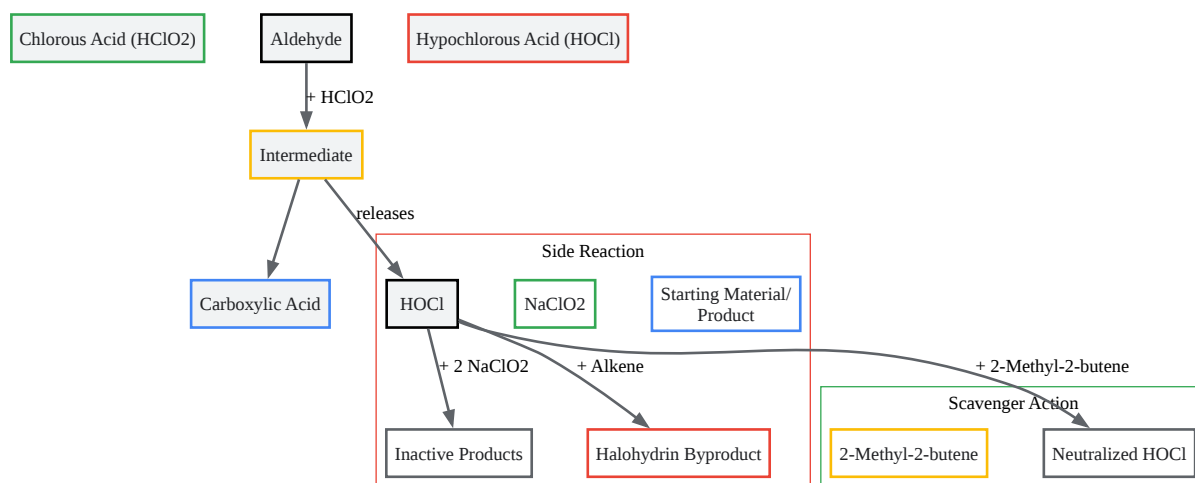 Chlorous Acid (HClO2)
Aldehyde
Hypochlorous Acid (HOCl)
+ HClO2
Intermediate
releases
Side Reaction
Carboxylic Acid
HOCl
NaClO2
Starting Material/
Product
+ 2 NaClO2
+ Alkene
+ 2-Methyl-2-butene
Scavenger Action
Inactive Products
Halohydrin Byproduct
2-Methyl-2-butene
Neutralized HOCl